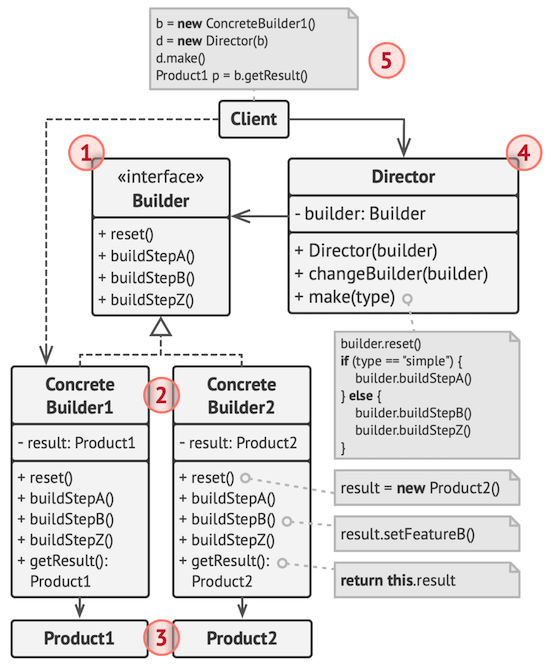 b = new ConcreteBuilder1()
d = new Director(b)
d.make()
Product1 p = b.getResult()
5
Client
1
«interface»
Builder
+ reset()
+ buildStepA()
+ buildStepB()
+ buildStepZ()
4
Director
- builder: Builder
+ Director(builder)
+ changeBuilder(builder)
+ make(type)
builder.reset()
if (type == "simple") {
builder.buildStepA()
} else {
builder.buildStepB()
builder.buildStepZ()
}
2
Concrete
Builder1
- result: Product1
+ reset()
+ buildStepA()
+ buildStepB()
+ buildStepZ()
+ getResult():
Product1
Concrete
Builder2
- result: Product2
+ reset()
+ buildStepA()
+ buildStepB()
+ buildStepZ()
+ getResult():
Product2
result = new Product2()
result.setFeatureB()
return this.result
Product1
3
Product2